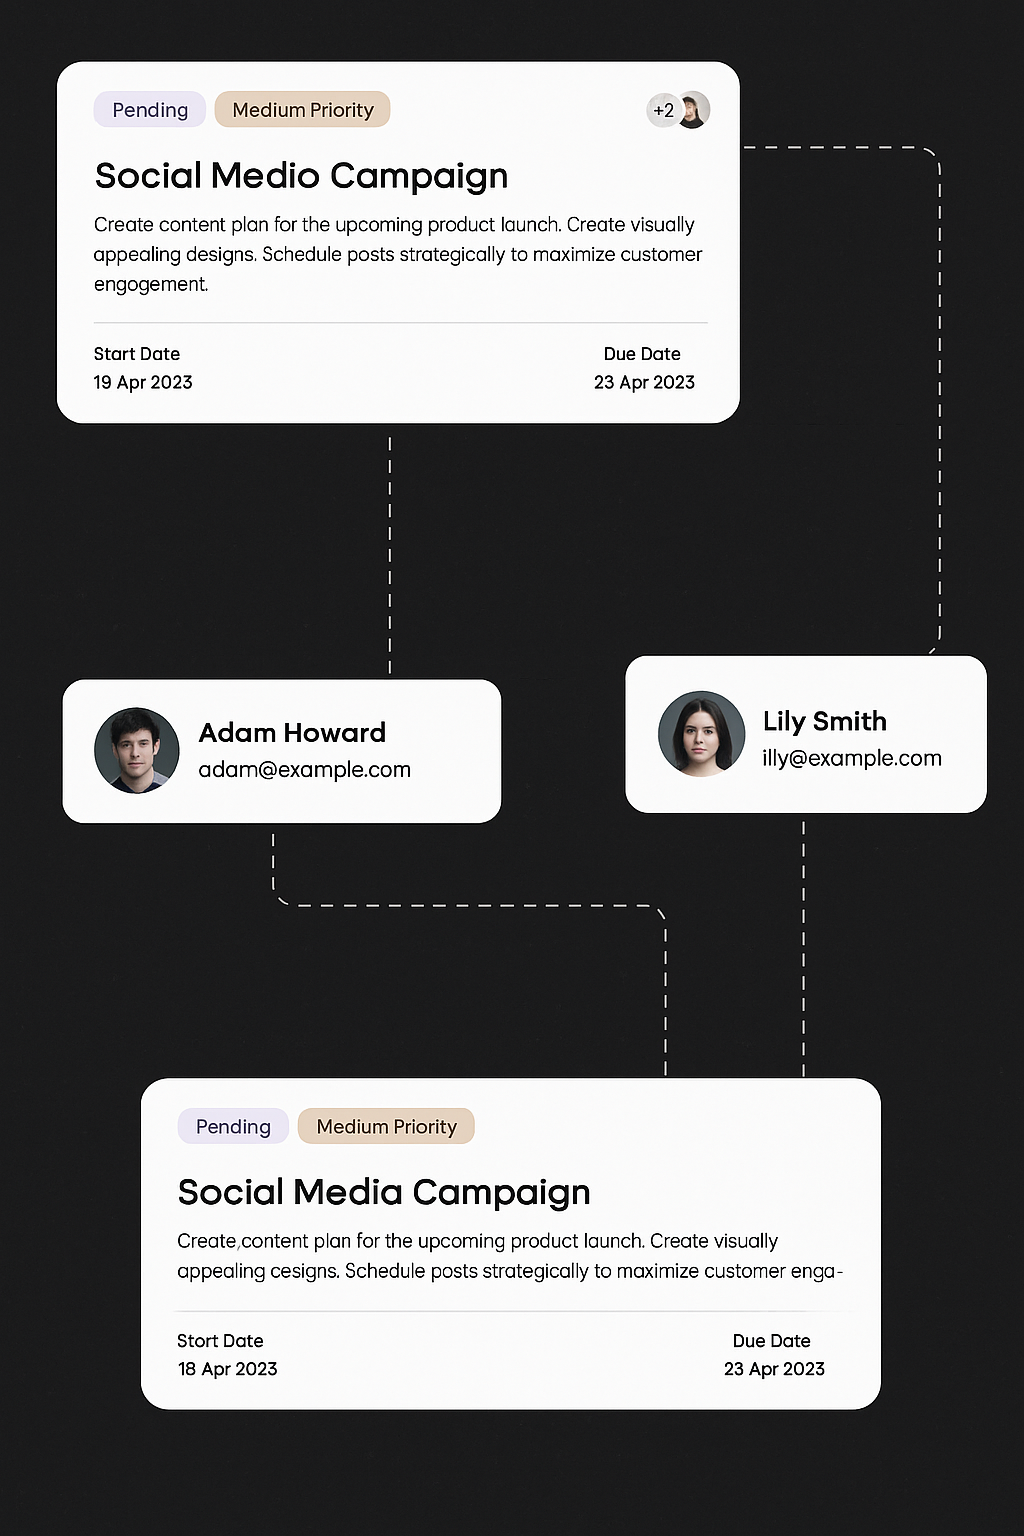 Pending
Medium Priority
+2
Social Medio Campaign
Create content plan for the upcoming product launch. Create visually
appealing designs. Schedule posts strategically to maximize customer
engogement.
Start Date
Due Date
19 Apr 2023
23 Apr 2023
Adam Howard
adam@example.com
Lily Smith
illy@example.com
Pending
Medium Priority
Social Media Campaign
Create,content plan for the upcoming product launch. Create visually
appealing cesigns. Schedule posts strategically to maximize customer enga-
Stort Date
Due Date
18 Apr 2023
23 Apr 2023